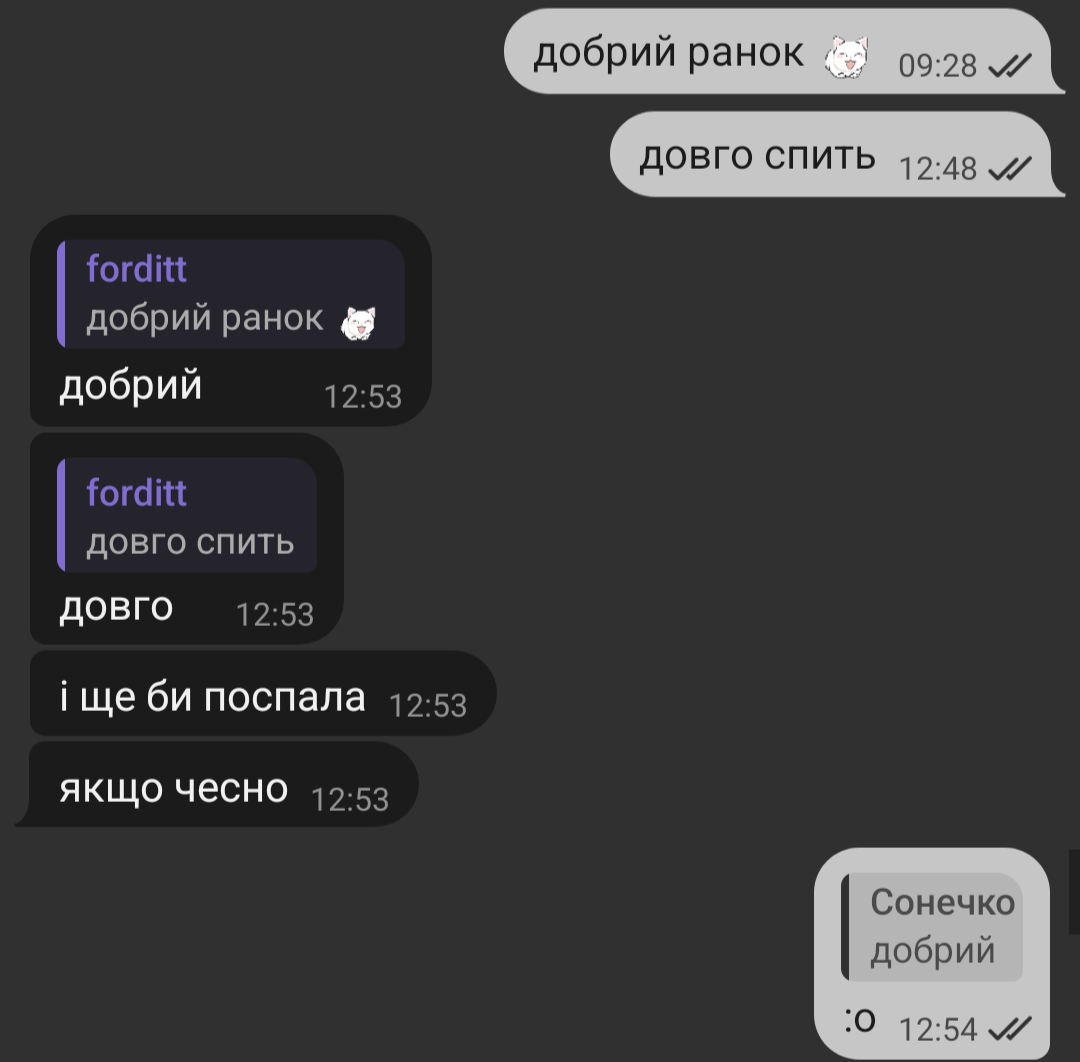 добрий ранок 09:28
довго спить 12:48
forditt
добрий ранок
добрий 12:53
forditt
довго спить
довго 12:53
і ще би поспала 12:53
якщо чесно 12:53
Сонечко
добрий
:о 12:54